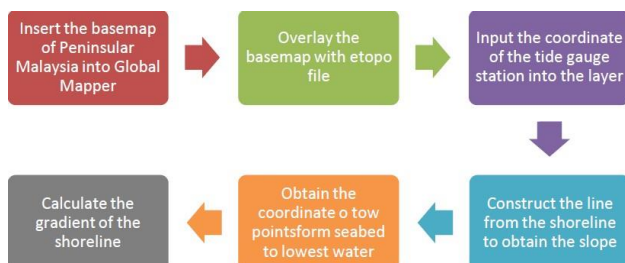 Insert the basemap
of Peninsular
Malaysia into Global
Mapper
Overlay the
basemap with etopo
file
Input the coordinate
of the tide gauge
station into the layer
Construct the line
from the shoreline
to obtain the slope
Obtain the
coordinate o tow
pointsform seabed
to lowest water
Calculate the
gradient of the
shoreline